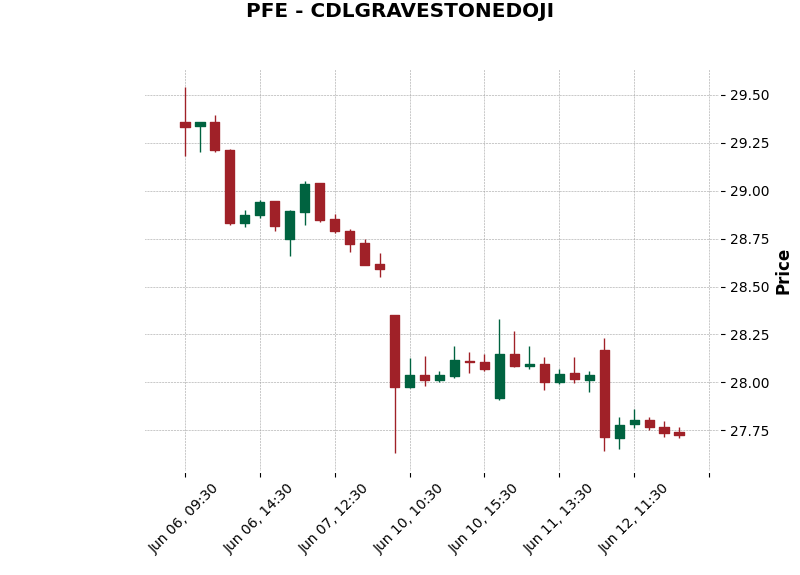 PFE - CDLGRAVESTONEDOJI
29.50
29.25
29.00
28.75
28.50
28.25
28.00
27.75
Price
Jun 06, 09:30
Jun 06, 14:30
Jun 07, 12:30
Jun 10, 10:30
Jun 10, 15:30
Jun 11, 13:30
Jun 12, 11:30